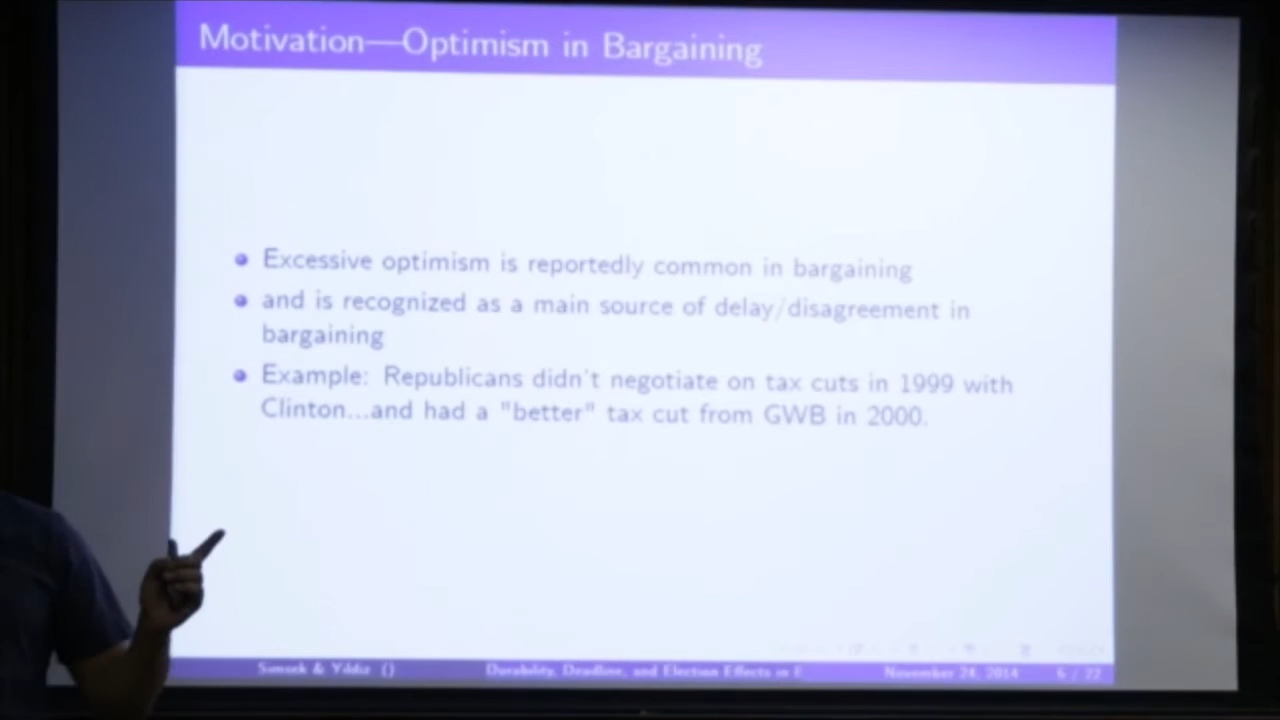 Motivation—Optimism in Bargaining
Excessive optimism is reportedly common in bargaining
and is recognized as a main source of delay/disagreement in
bargaining
Example: Republicans didn't negotiate on tax cuts in 1999 with
Clinton...and had a "better" tax cut from GWB in 2000.
Simsek & Yildiz ()
Durability, Deadline, and Election Effects in
November 24, 2014
6 / 22